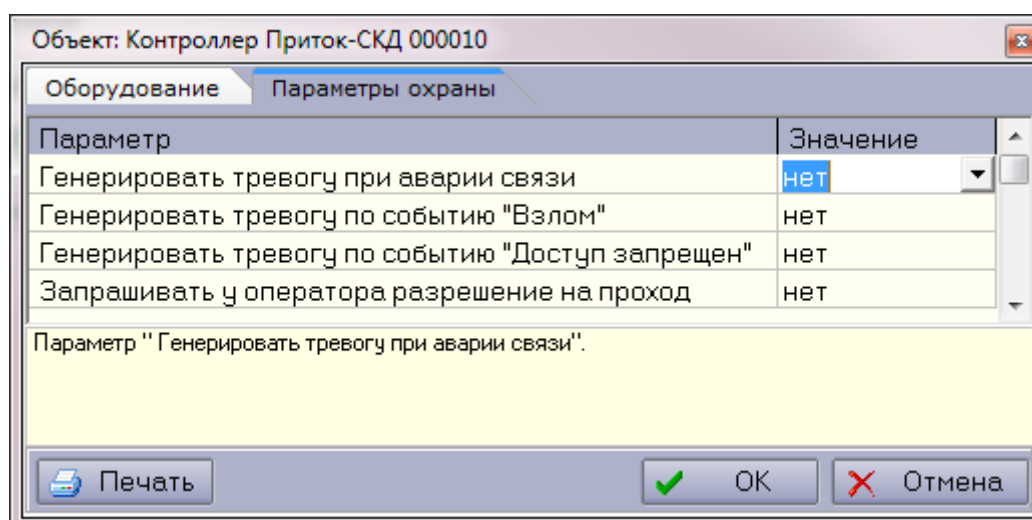 Объект: Контроллер Приток-СКД 000010
Оборудование Параметры охраны
Параметр Значение
Генерировать тревогу при аварии связи нет
Генерировать тревогу по событию "Взлом" нет
Генерировать тревогу по событию "Доступ запрещен" нет
Запрашивать у оператора разрешение на проход нет
Параметр " Генерировать тревогу при аварии связи".
Печать OK Отмена